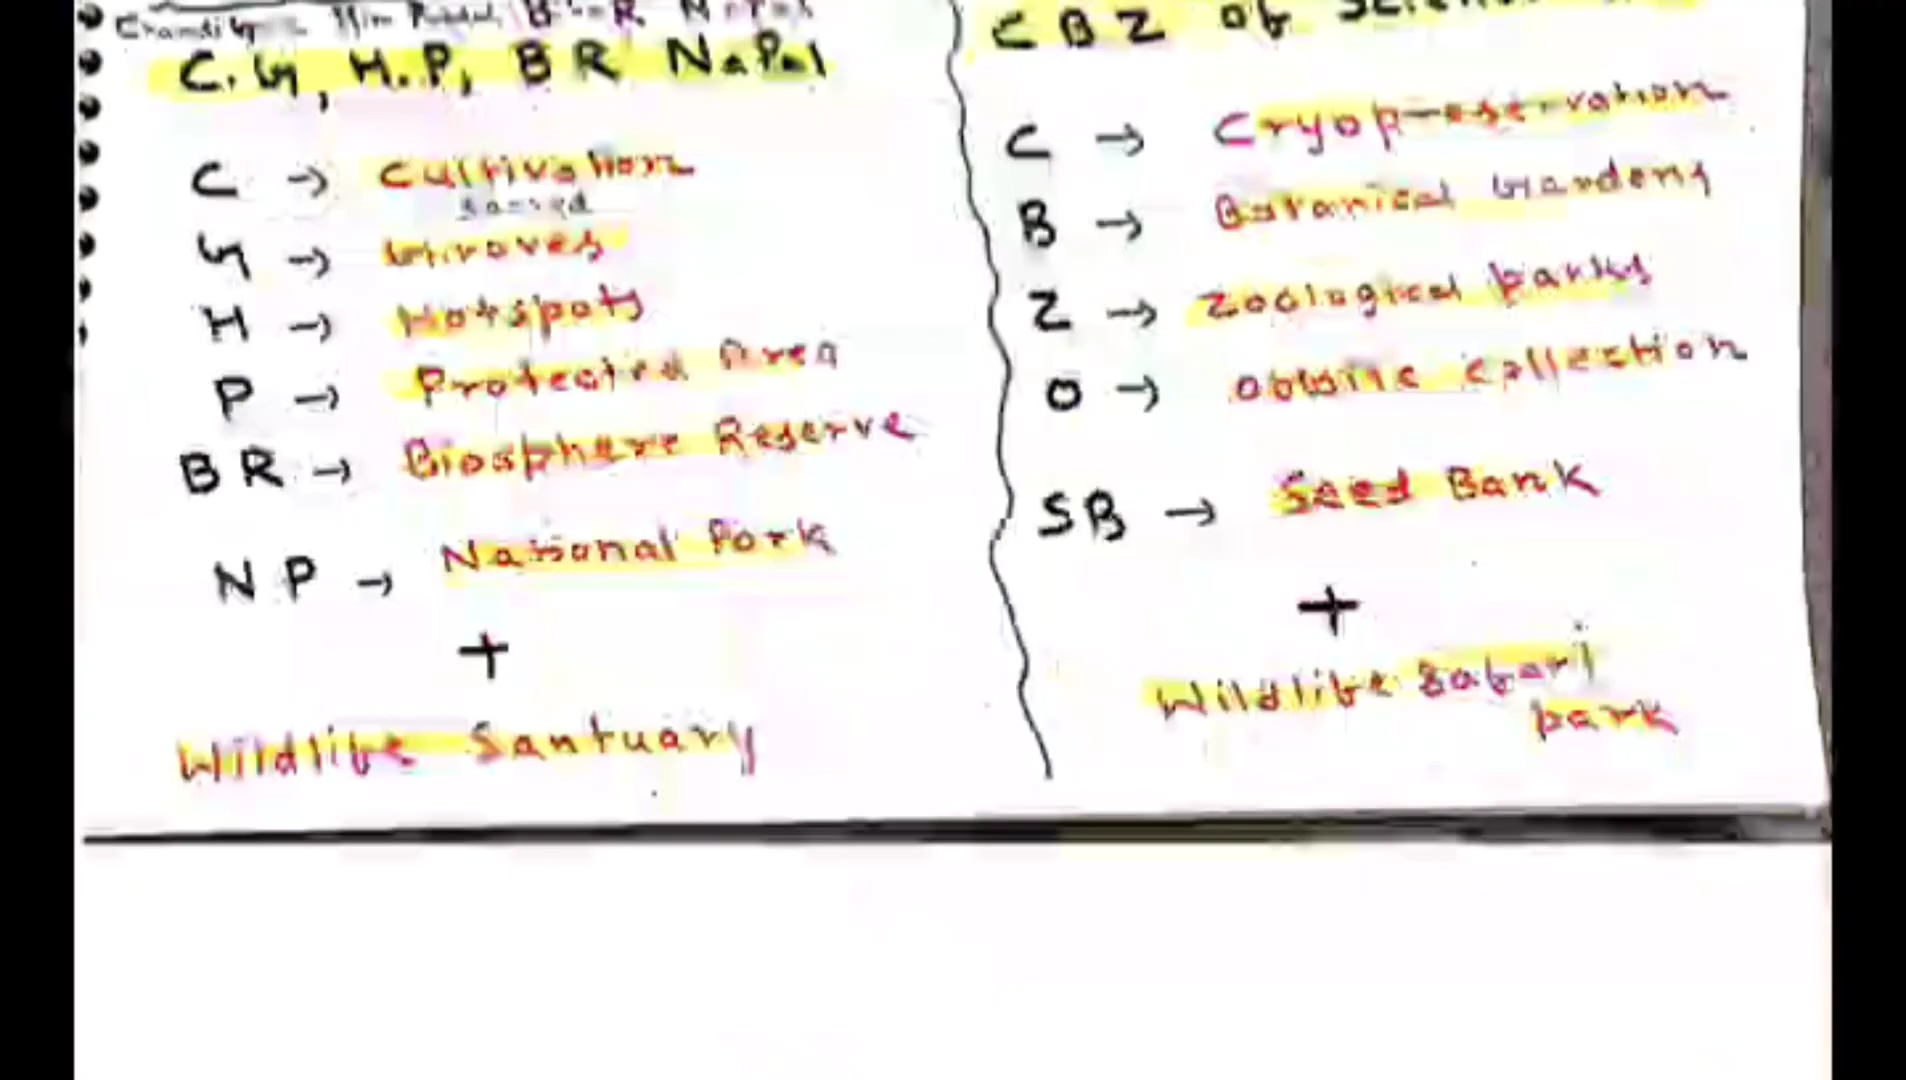 C.G, H.P, BR NaPal
C → Cultivation
Sacred
G → Groves
H → Hotspots
P → Protected Area
BR → Biosphere Reserve
NP → National Park
+
Wildlife Santuary
CBZ of
C → Cryopreservation
B → Botanical Gardens
Z → Zoological parks
O → offsite collection
SB → Seed Bank
+
Wildlife Safari
park